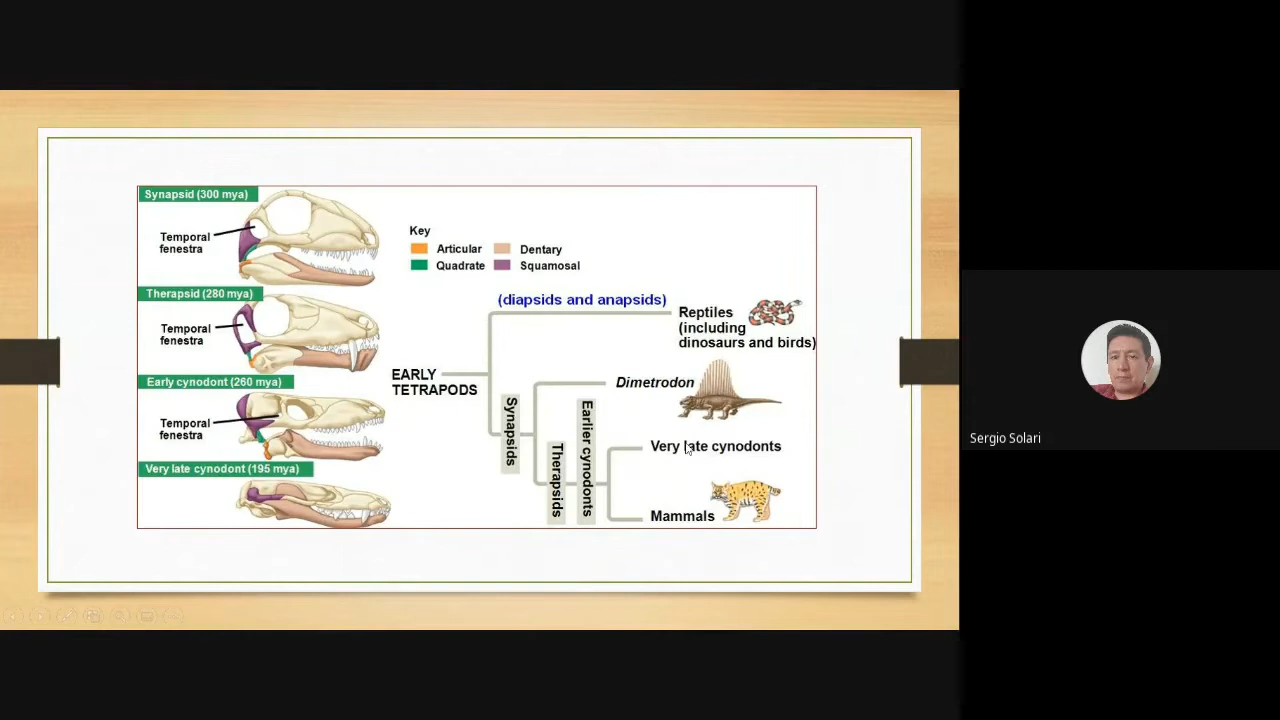 Synapsid (300 mya)
Temporal
fenestra
Key
Articular
Dentary
Quadrate
Squamosal
Therapsid (280 mya)
Temporal
fenestra
(diapsids and anapsids)
Reptiles
(including
dinosaurs and birds)
Early cynodont (260 mya)
Temporal
fenestra
EARLY
TETRAPODS
Dimetrodon
Synapsids
Therapsids
Earlier cynodonts
Very late cynodonts
Very late cynodont (195 mya)
Mammals
Sergio Solari